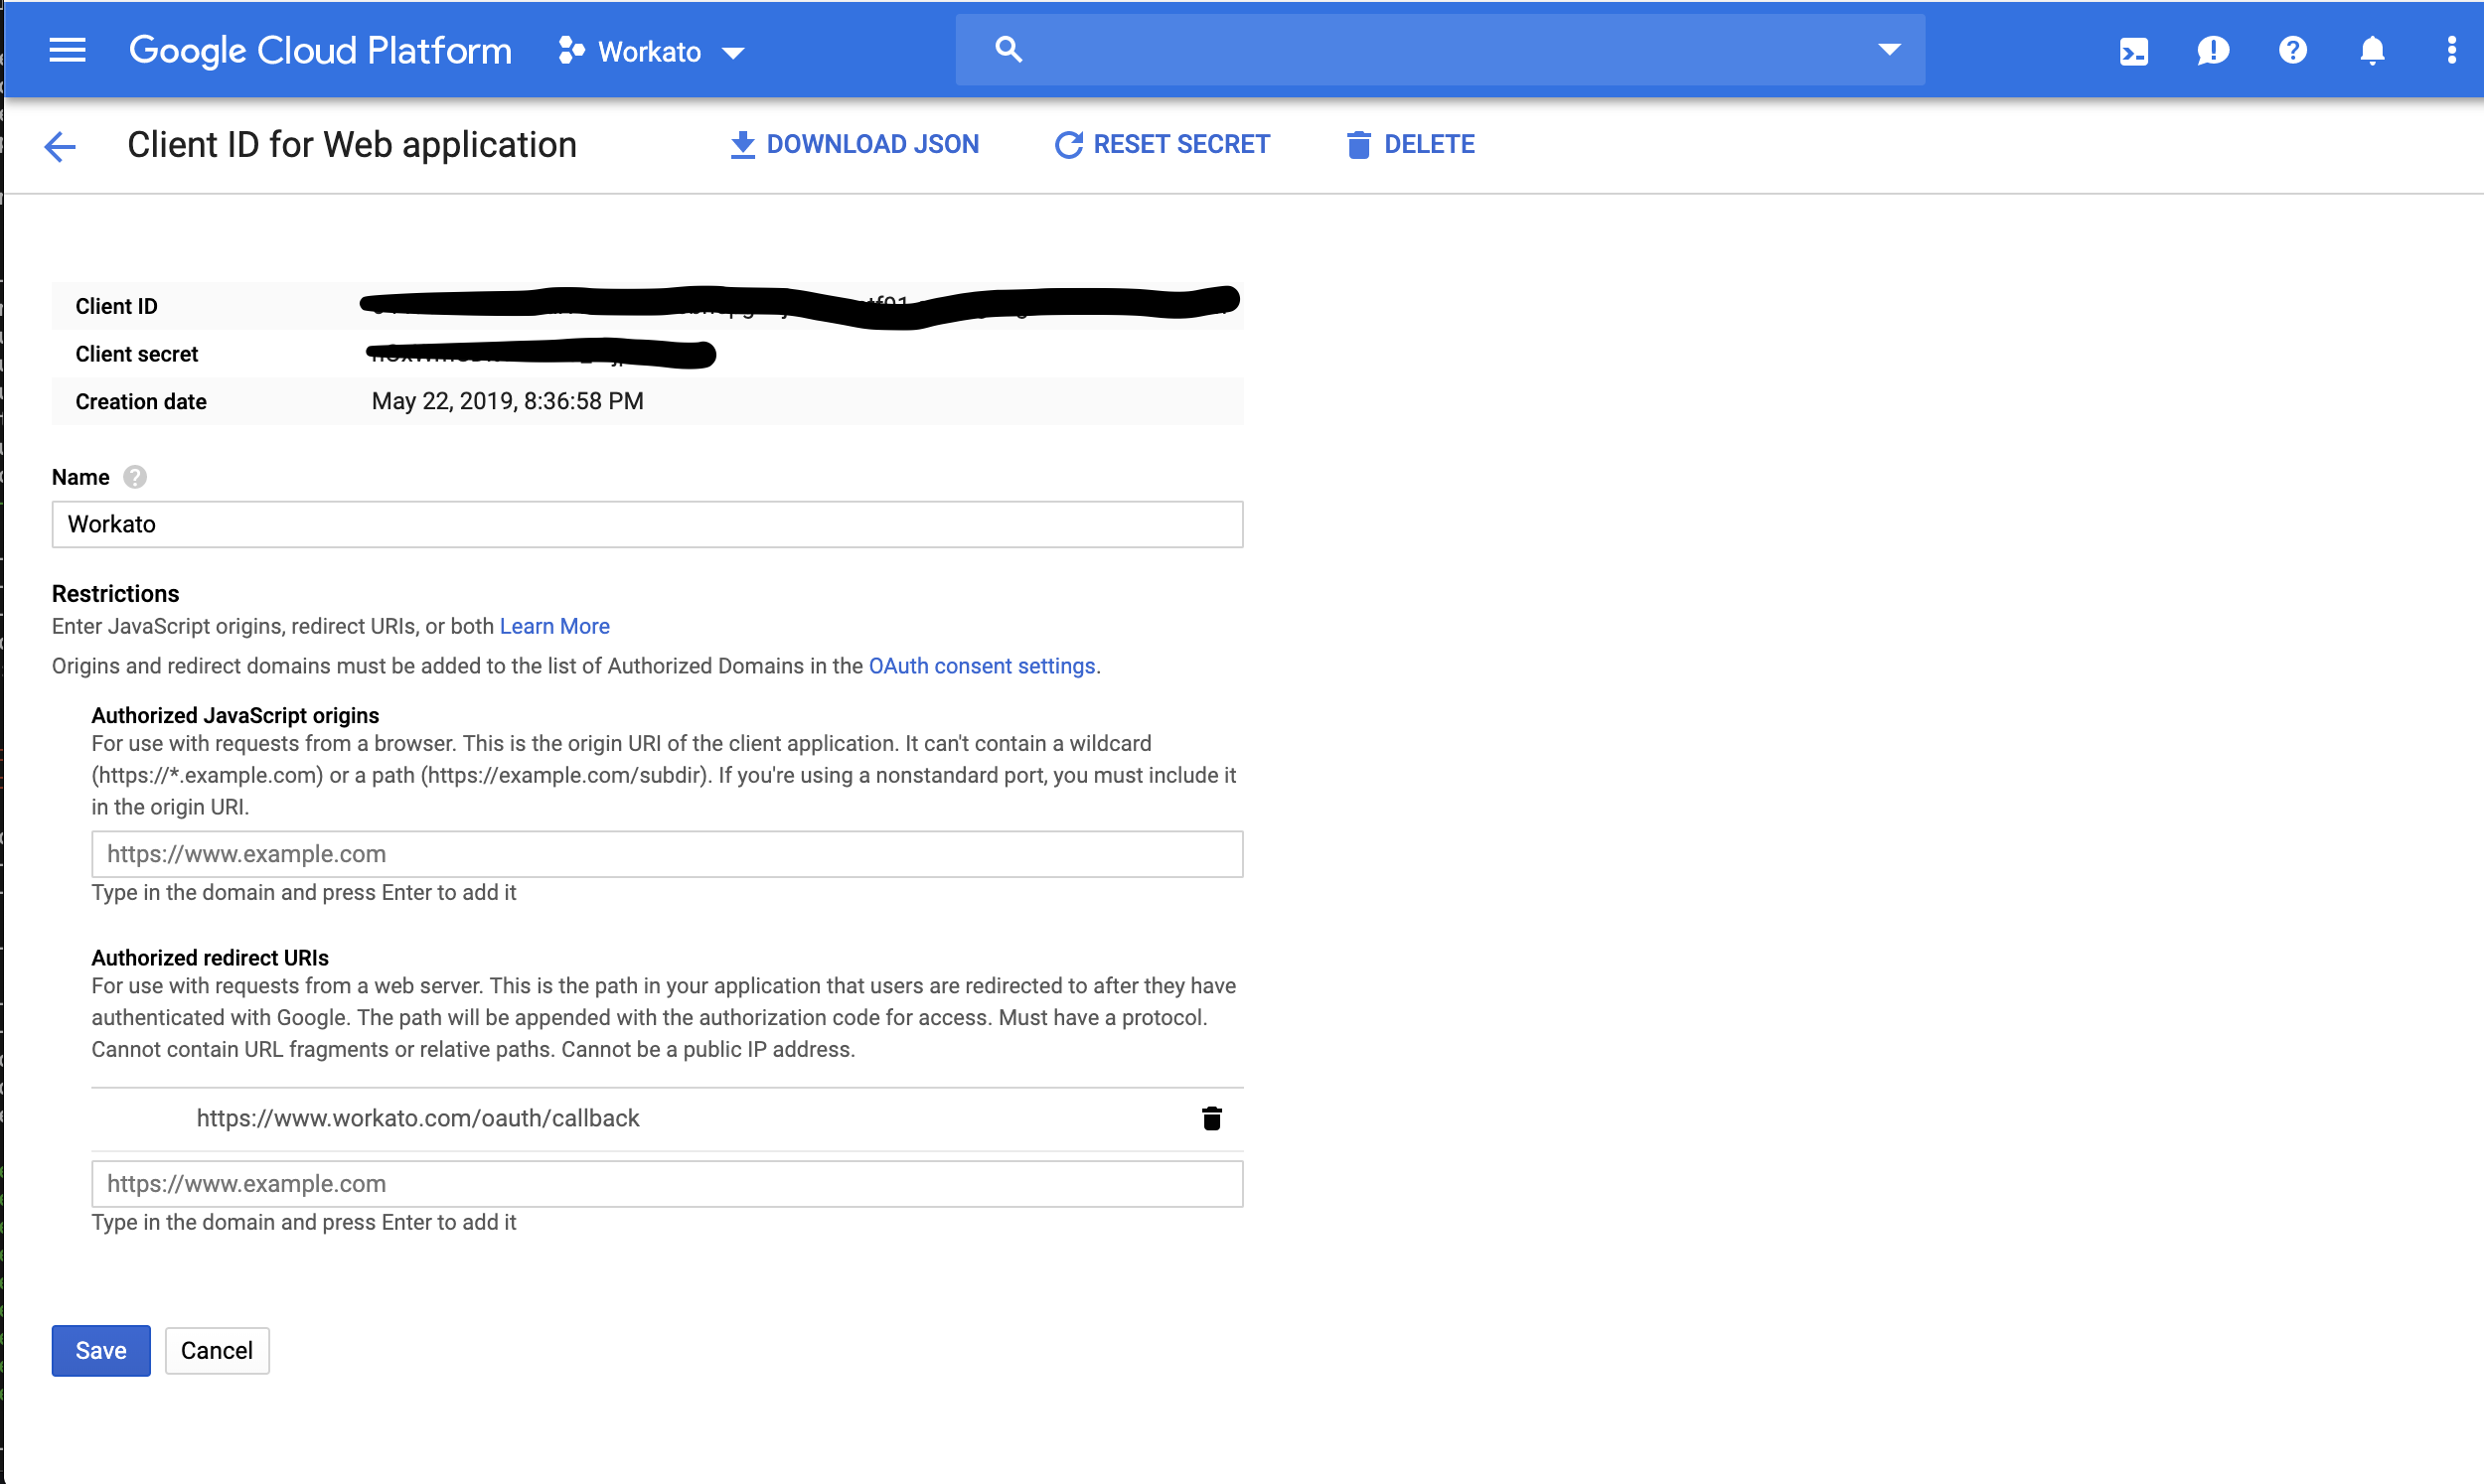 Google Cloud Platform Workato
Client ID for Web application DOWNLOAD JSON RESET SECRET DELETE
Client ID
Client secret
Creation date May 22, 2019, 8:36:58 PM
Name
Workato
Restrictions
Enter JavaScript origins, redirect URIs, or both Learn More
Origins and redirect domains must be added to the list of Authorized Domains in the OAuth consent settings.
Authorized JavaScript origins
For use with requests from a browser. This is the origin URI of the client application. It can't contain a wildcard
(https://*.example.com) or a path (https://example.com/subdir). If you're using a nonstandard port, you must include it
in the origin URI.
https://www.example.com
Type in the domain and press Enter to add it
Authorized redirect URIs
For use with requests from a web server. This is the path in your application that users are redirected to after they have
authenticated with Google. The path will be appended with the authorization code for access. Must have a protocol.
Cannot contain URL fragments or relative paths. Cannot be a public IP address.
https://www.workato.com/oauth/callback
https://www.example.com
Type in the domain and press Enter to add it
Save Cancel